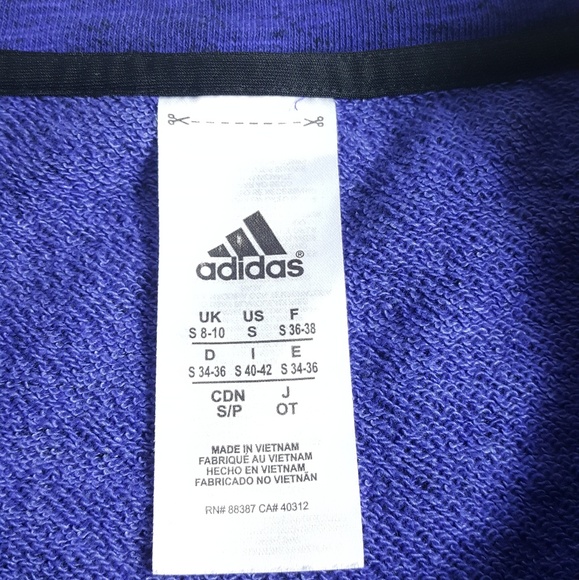 adidas®
UK US F
S 8-10 S S 36-38
D I E
S 34-36 S 40-42 S 34-36
CDN J
S/P OT
MADE IN VIETNAM
FABRIQUÉ AU VIETNAM
HECHO EN VIETNAM
FABRICADO NO VIETNÃN
RN# 88387 CA# 40312